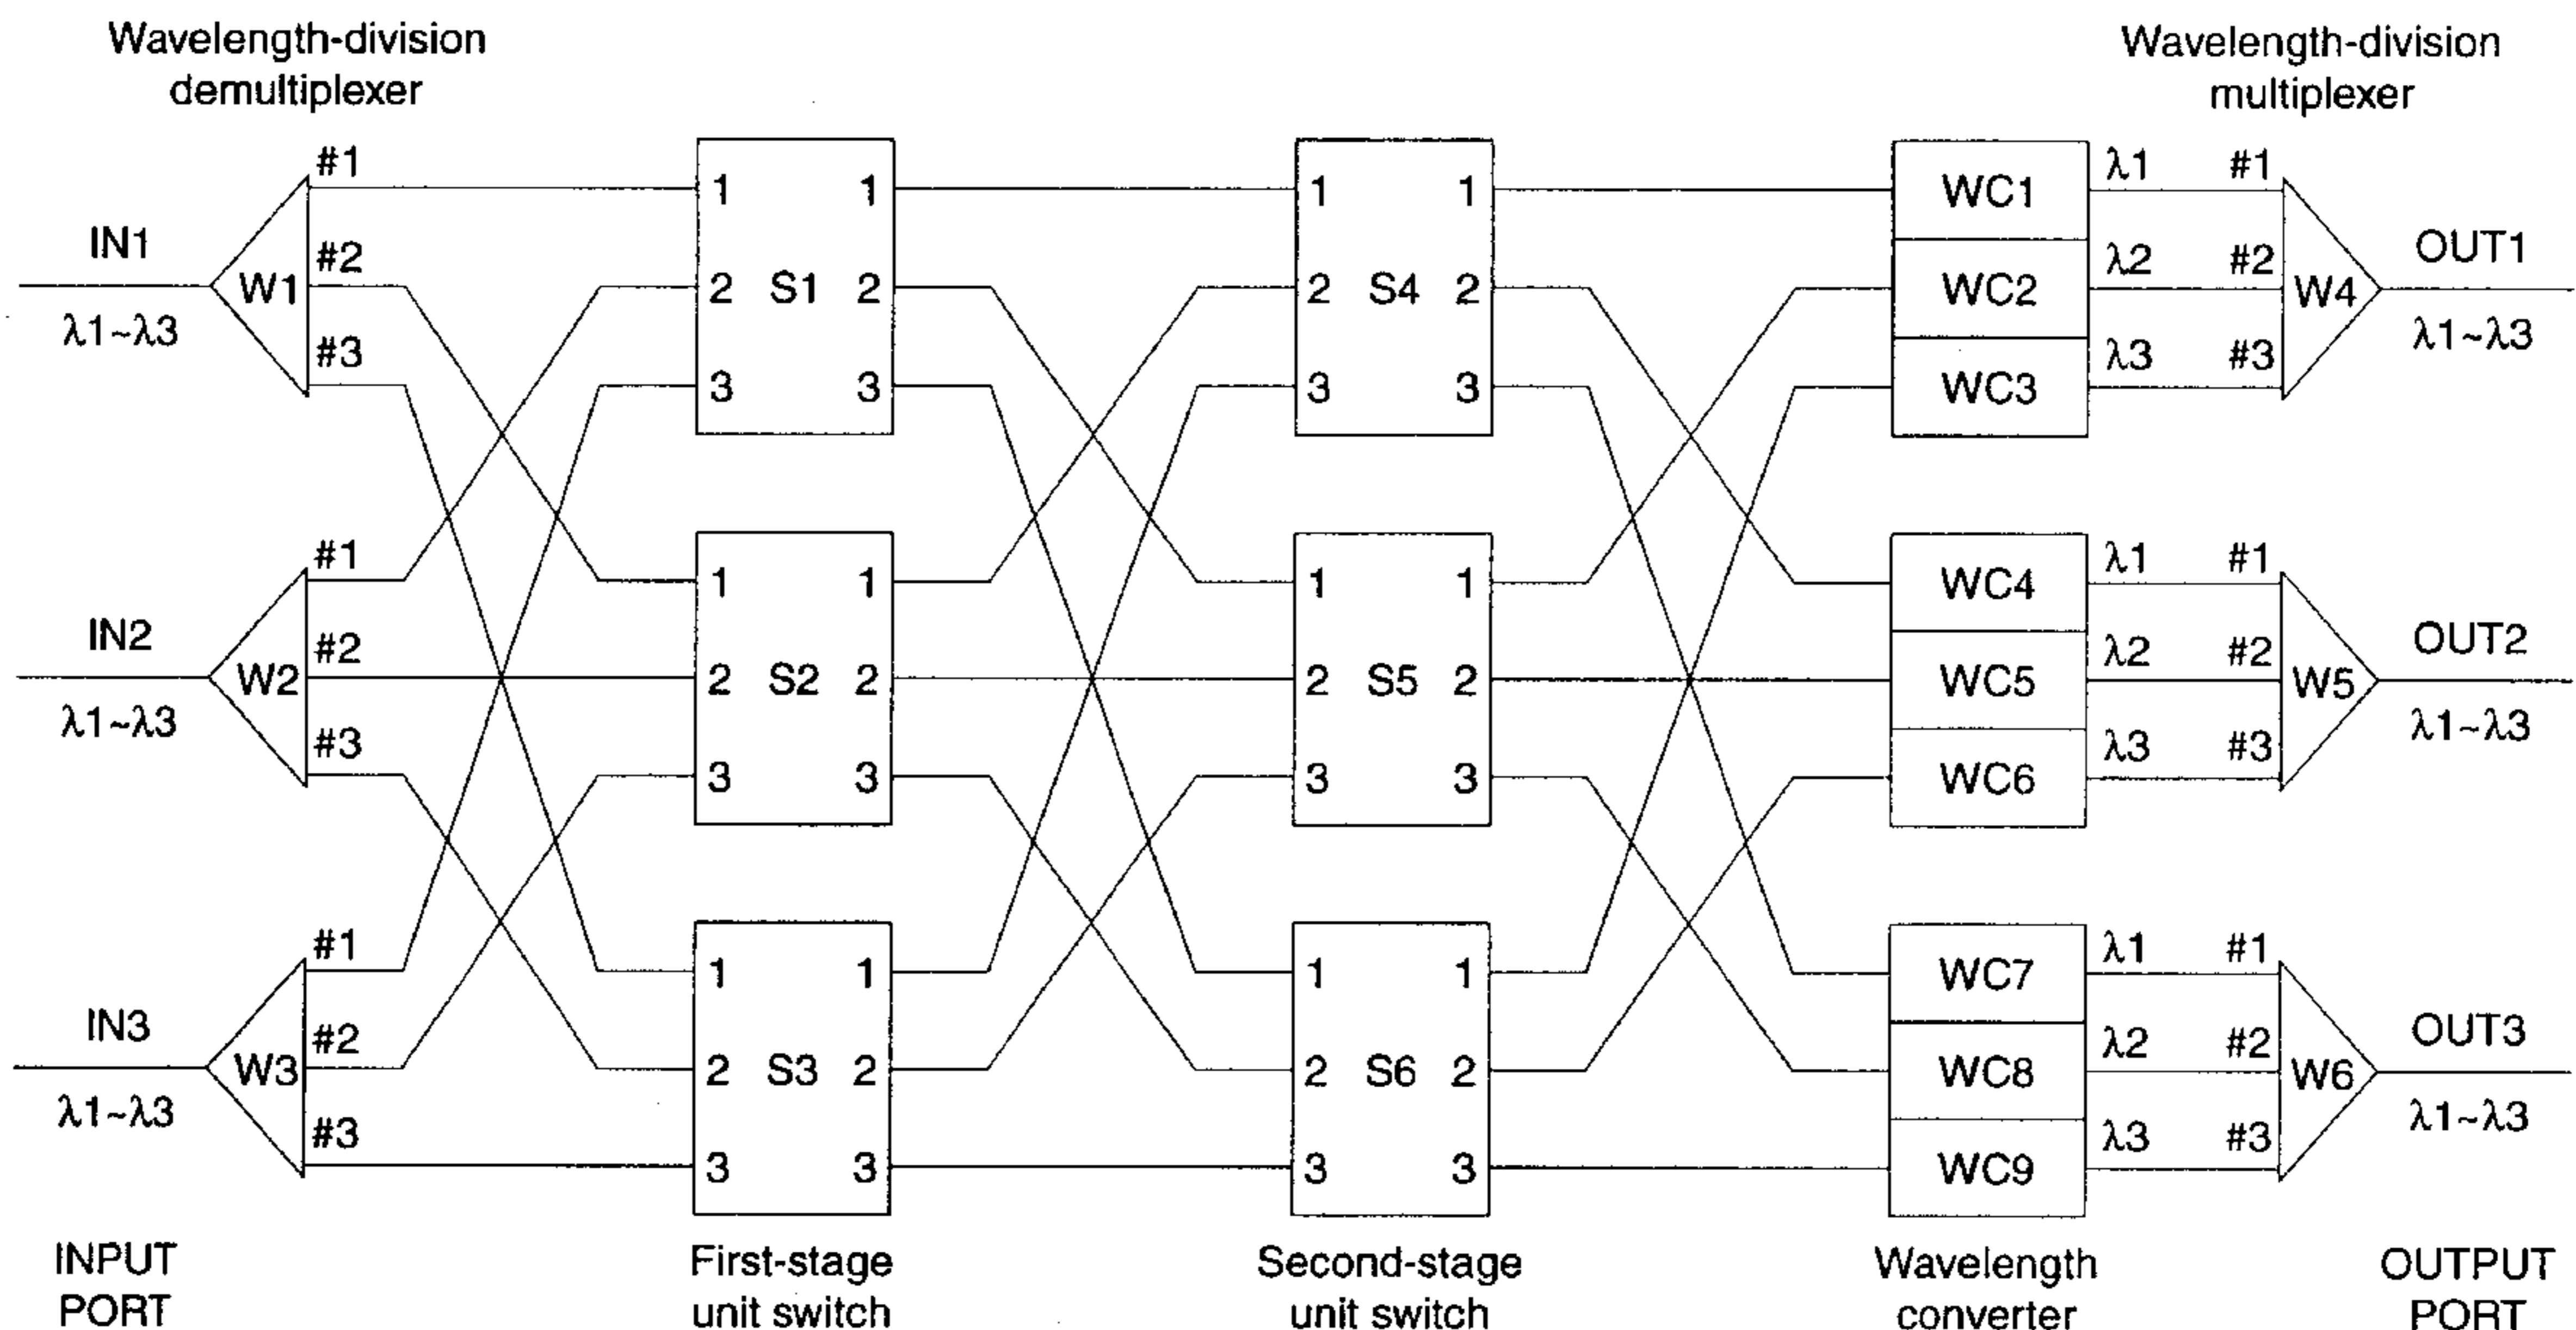 Wavelength-division
demultiplexer
Wavelength-division
multiplexer
#1
1 1
1 1
WC1
λ1 #1
IN1
W1
#2
2 S1 2
2 S4 2
WC2
λ2 #2
W4
OUT1
λ1~λ3
#3
3 3
3 3
WC3
λ3 #3
λ1~λ3
#1
1 1
1 1
WC4
λ1 #1
IN2
W2
#2
2 S2 2
2 S5 2
WC5
λ2 #2
W5
OUT2
λ1~λ3
#3
3 3
3 3
WC6
λ3 #3
λ1~λ3
#1
1 1
1 1
WC7
λ1 #1
IN3
W3
#2
2 S3 2
2 S6 2
WC8
λ2 #2
W6
OUT3
λ1~λ3
#3
3 3
3 3
WC9
λ3 #3
λ1~λ3
INPUT
PORT
First-stage
unit switch
Second-stage
unit switch
Wavelength
converter
OUTPUT
PORT